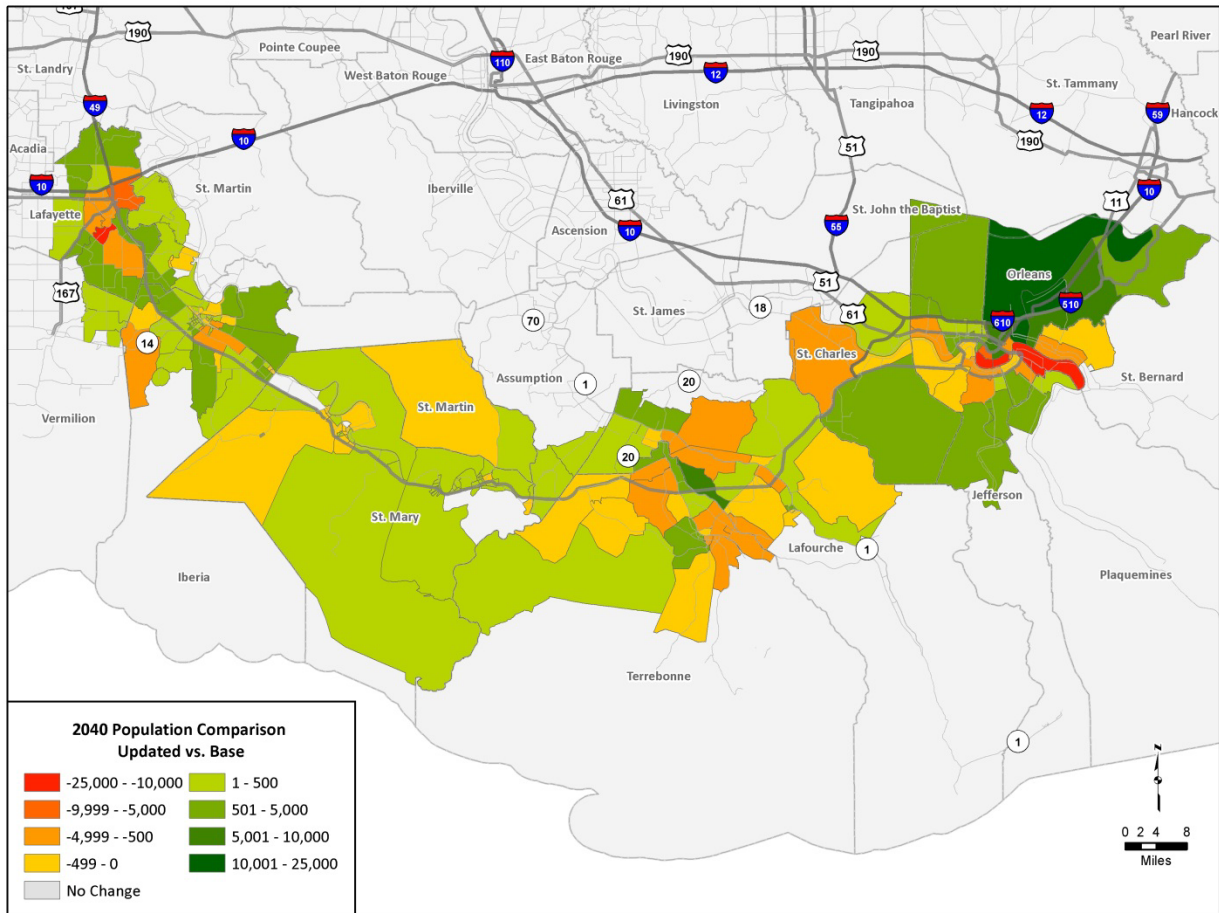 190
190
Pointe Coupee
110
East Baton Rouge
190
190
Pearl River
St. Landry
West Baton Rouge
12
Livingston
Tangipahoa
St. Tammany
12
59
Hancock
49
10
51
190
Acadia
10
St. Martin
Iberville
61
11
10
Lafayette
Ascension
10
55
St. John the Baptist
Orleans
167
51
510
70
St. James
18
61
610
14
St. Charles
Assumption
1
20
St. Bernard
Vermilion
St. Martin
20
Jefferson
St. Mary
Lafourche
1
Iberia
Plaquemines
Terrebonne
1
2040 Population Comparison
Updated vs. Base
-25,000 - -10,000
1 - 500
-9,999 - -5,000
501 - 5,000
-4,999 - -500
5,001 - 10,000
-499 - 0
10,001 - 25,000
No Change
N
0 2 4 8
Miles